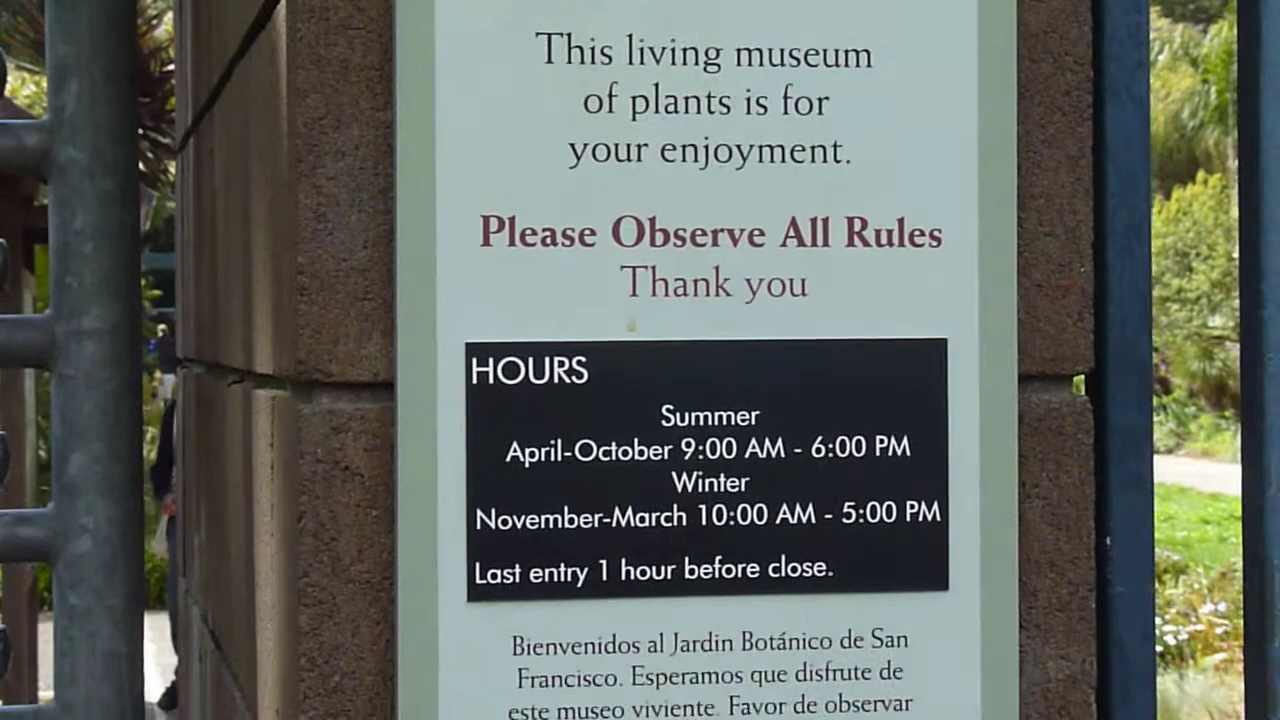 This living museum
of plants is for
your enjoyment.
Please Observe All Rules
Thank you
HOURS
Summer
April-October 9:00 AM - 6:00 PM
Winter
November-March 10:00 AM - 5:00 PM
Last entry 1 hour before close.
Bienvenidos al Jardin Botánico de San
Francisco. Esperamos que disfrute de
este museo viviente. Favor de observar